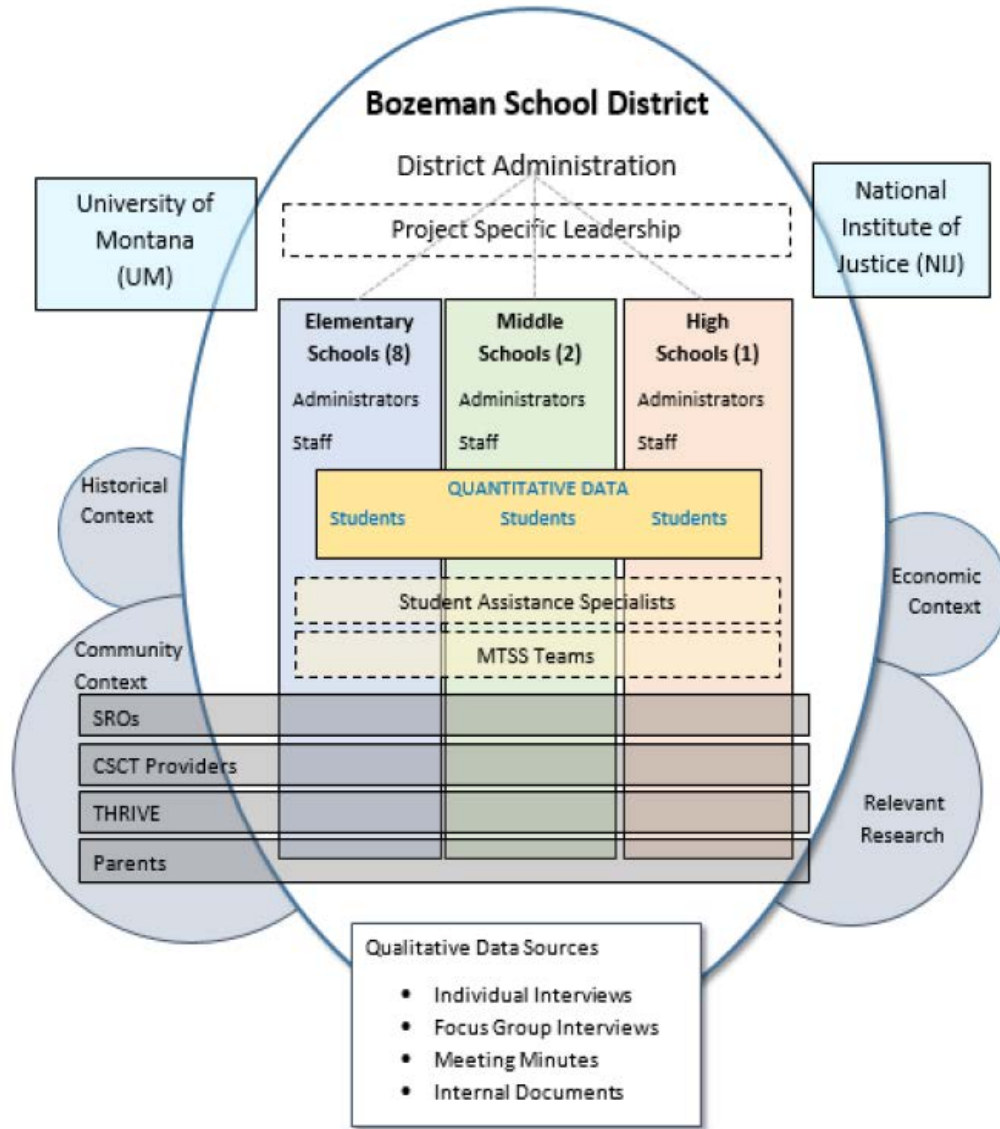 Bozeman School District
District Administration
Project Specific Leadership
University of
Montana
(UM)
National
Institute of
Justice (NIJ)
Elementary
Schools (8)
Administrators
Staff
Middle
Schools (2)
Administrators
Staff
High
Schools (1)
Administrators
Staff
QUANTITATIVE DATA
Students Students Students
Student Assistance Specialists
MTSS Teams
Historical
Context
Economic
Context
Community
Context
SROs
CSCT Providers
THRIVE
Parents
Relevant
Research
Qualitative Data Sources
• Individual Interviews
• Focus Group Interviews
• Meeting Minutes
• Internal Documents